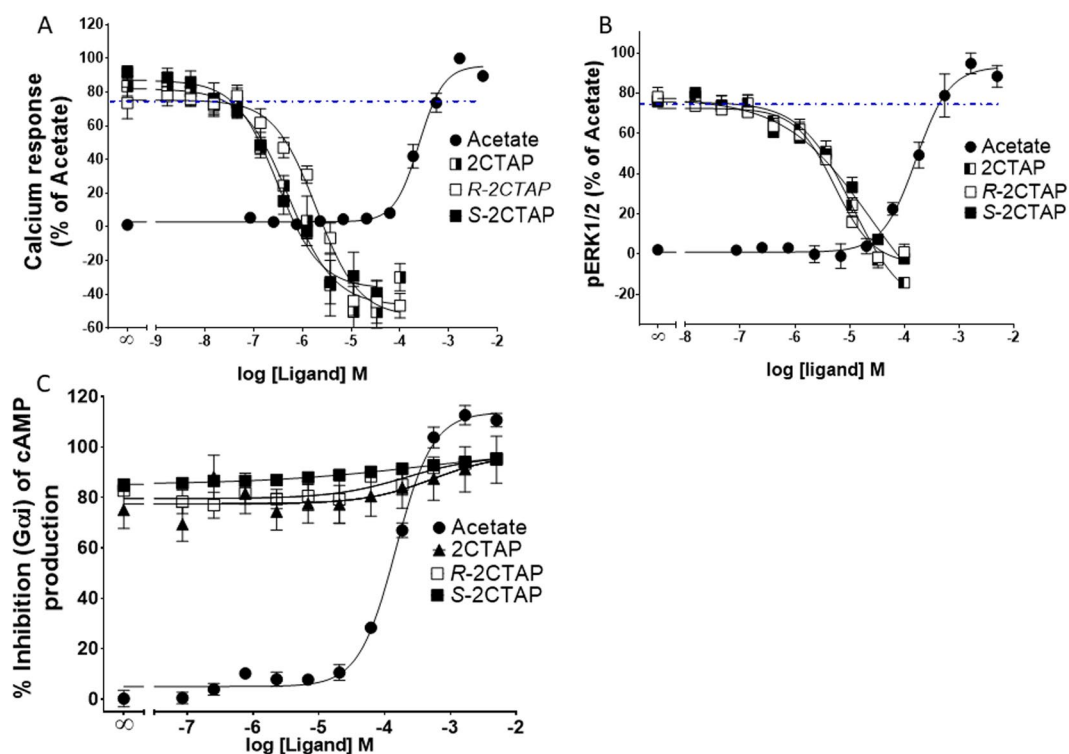 A
Calcium response
(% of Acetate)
120
100
80
60
40
20
0
-20
-40
-60
Acetate
2CTAP
R-2CTAP
S-2CTAP
∞ -9 -8 -7 -6 -5 -4 -3 -2
log [Ligand] M
B
pERK1/2 (% of Acetate)
100
80
60
40
20
0
-20
Acetate
2CTAP
R-2CTAP
S-2CTAP
∞ -8 -7 -6 -5 -4 -3 -2
log [ligand] M
C
% Inhibition (Gαi) of cAMP
production
120
100
80
60
40
20
0
Acetate
2CTAP
R-2CTAP
S-2CTAP
∞ -7 -6 -5 -4 -3 -2
log [Ligand] M